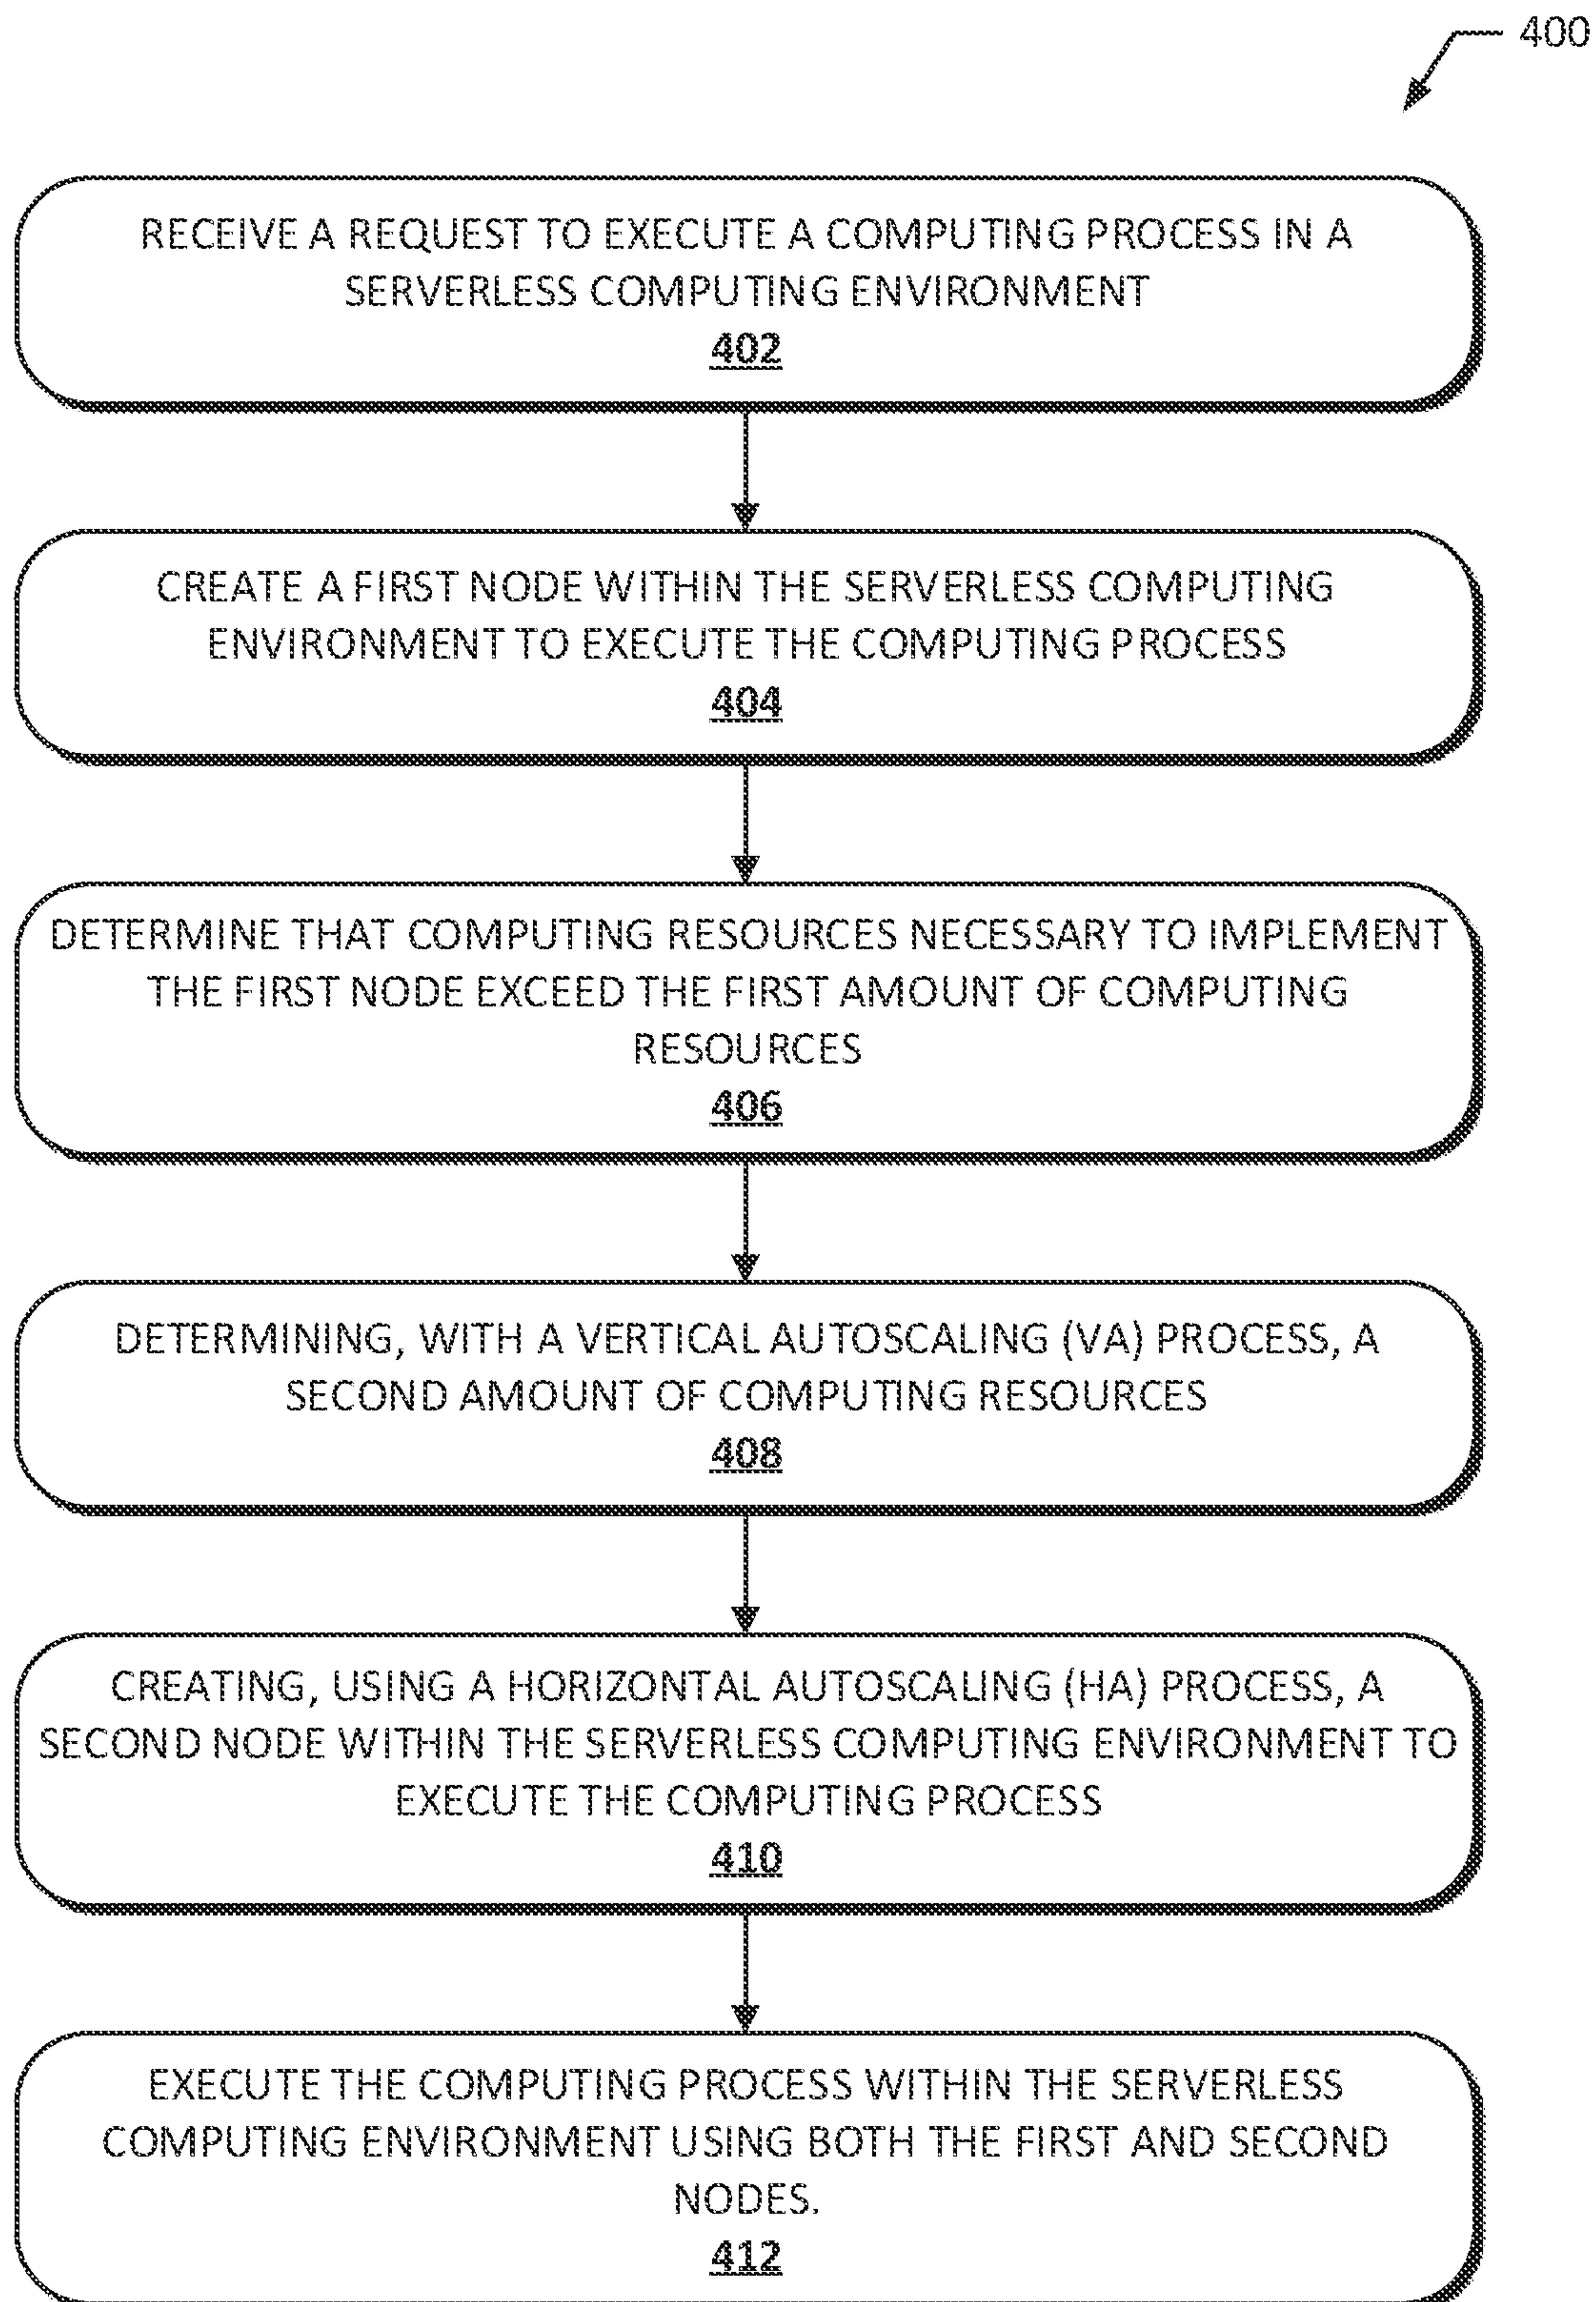 400
RECEIVE A REQUEST TO EXECUTE A COMPUTING PROCESS IN A
SERVERLESS COMPUTING ENVIRONMENT
402
CREATE A FIRST NODE WITHIN THE SERVERLESS COMPUTING
ENVIRONMENT TO EXECUTE THE COMPUTING PROCESS
404
DETERMINE THAT COMPUTING RESOURCES NECESSARY TO IMPLEMENT
THE FIRST NODE EXCEED THE FIRST AMOUNT OF COMPUTING
RESOURCES
406
DETERMINING, WITH A VERTICAL AUTOSCALING (VA) PROCESS, A
SECOND AMOUNT OF COMPUTING RESOURCES
408
CREATING, USING A HORIZONTAL AUTOSCALING (HA) PROCESS, A
SECOND NODE WITHIN THE SERVERLESS COMPUTING ENVIRONMENT TO
EXECUTE THE COMPUTING PROCESS
410
EXECUTE THE COMPUTING PROCESS WITHIN THE SERVERLESS
COMPUTING ENVIRONMENT USING BOTH THE FIRST AND SECOND
NODES.
412